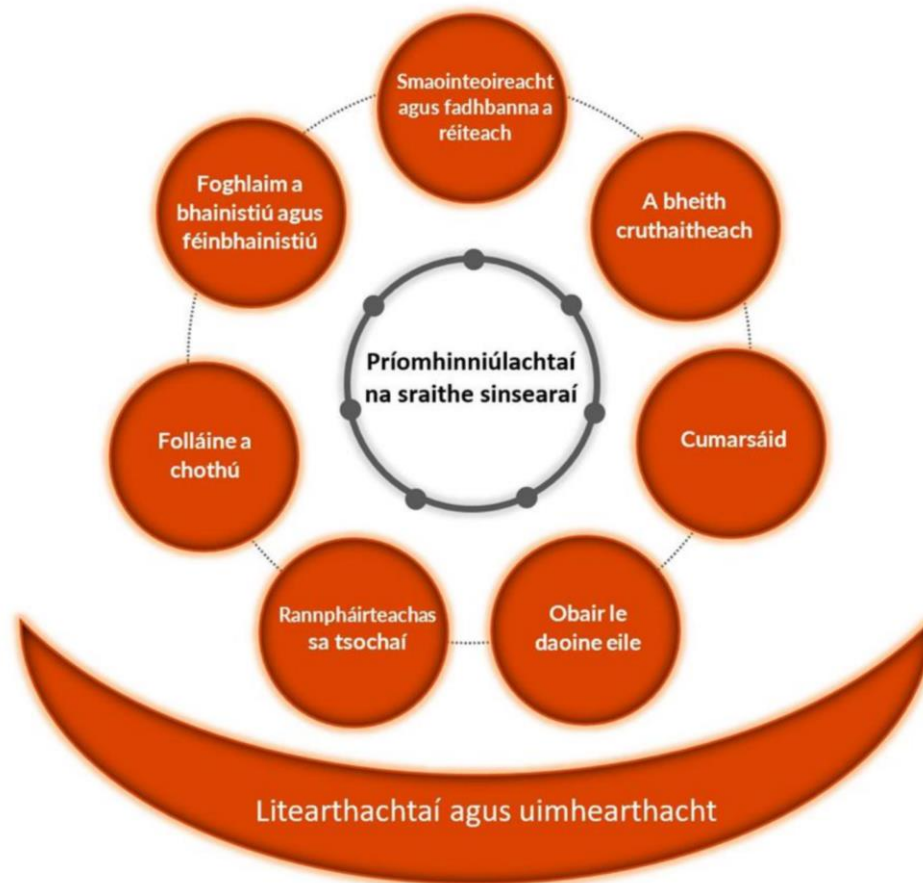 Smaointeoireacht
agus fadhbanna a
réiteach
A bheith
cruthaitheach
Cumarsáid
Obair le
daoine eile
Rannpháirteachas
sa tsochaí
Folláine a
chothú
Foghlaim a
bhainistiú agus
féinbhainistiú
Príomhinniúlachtaí
na sraithe sinsearaí
Litearthachtaí agus uimhearthacht